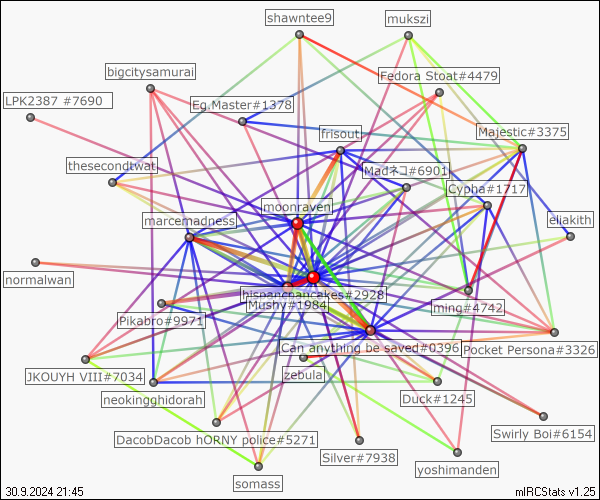 shawntee9
mukszi
bigcitysamurai
Fedora Stoat#4479
LPK2387 #7690
Eg.Master#1378
frisout
Majestic#3375
thesecondtwat
Madネコ#6901
Cypha#1717
moonraven
marcemadness
eliakith
normalwan
hispanchancakes#2928
Mushy#1984
ming#4742
Pikabro#9971
Can anything be saved#0396
Pocket Persona#3326
JKOUYH VIII#7034
zebula
neokingghidorah
Duck#1245
DacobDacob hORNY police#5271
Swirly Boi#6154
Silver#7938
yoshimanden
somass
30.9.2024 21:45
mIRCStats v1.25